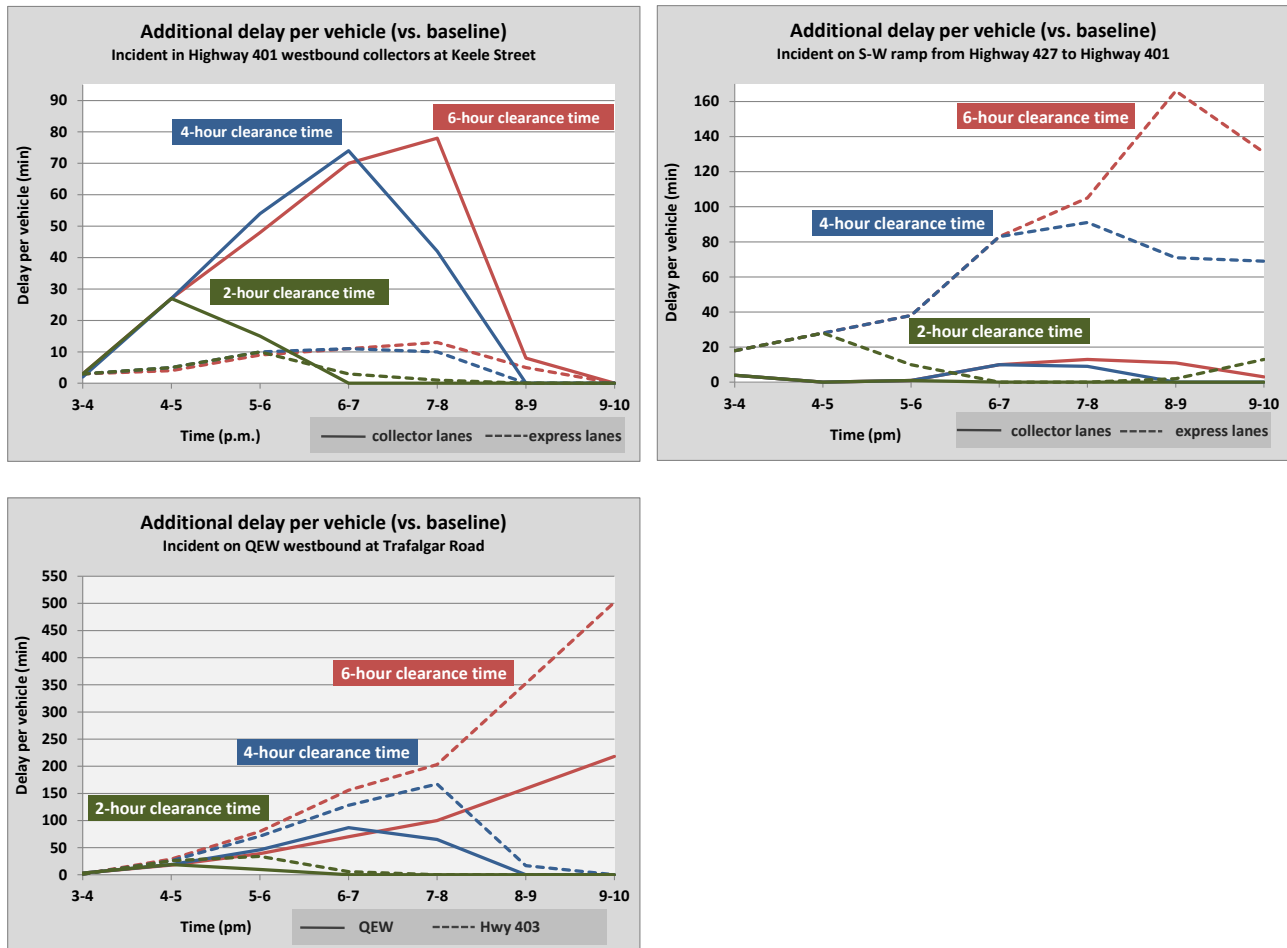 Additional delay per vehicle (vs. baseline)
Incident in Highway 401 westbound collectors at Keele Street
90
80
70
60
50
40
30
20
10
0
Delay per vehicle (min)
4-hour clearance time
6-hour clearance time
2-hour clearance time
3-4 4-5 5-6 6-7 7-8 8-9 9-10
Time (p.m.)
collector lanes express lanes
Additional delay per vehicle (vs. baseline)
Incident on S-W ramp from Highway 427 to Highway 401
160
140
120
100
80
60
40
20
0
Delay per vehicle (min)
6-hour clearance time
4-hour clearance time
2-hour clearance time
3-4 4-5 5-6 6-7 7-8 8-9 9-10
Time (pm)
collector lanes express lanes
Additional delay per vehicle (vs. baseline)
Incident on QEW westbound at Trafalgar Road
550
500
450
400
350
300
250
200
150
100
50
0
Delay per vehicle (min)
6-hour clearance time
4-hour clearance time
2-hour clearance time
3-4 4-5 5-6 6-7 7-8 8-9 9-10
Time (pm)
QEW Hwy 403